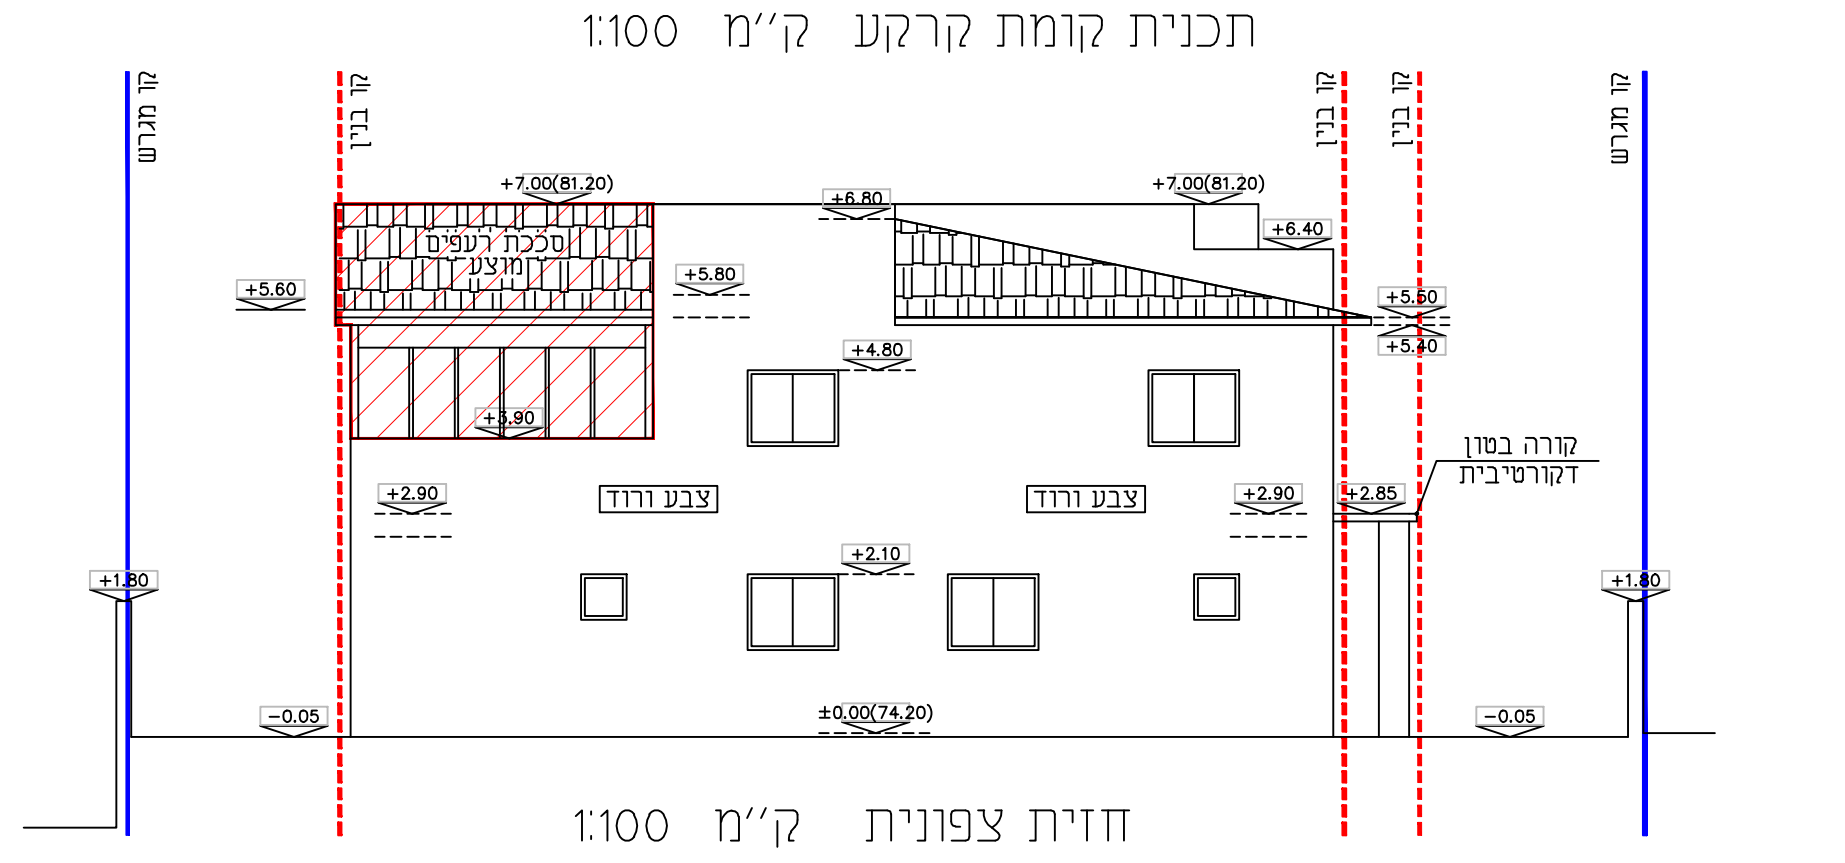 תכנית קומת קרקע ק״מ 1:100
קו מגרש
קו בנין
קו בנין
קו בנין
קו מגרש
+7.00(81.20)
+6.80
+7.00(81.20)
+6.40
סככת רעפים
מוצע
+5.80
+5.60
+5.50
+5.40
+4.80
+3.90
קורה בטון
דקורטיבית
+2.90
צבע ורוד
צבע ורוד
+2.90
+2.85
+2.10
+1.80
+1.80
-0.05
±0.00(74.20)
-0.05
חזית צפונית ק״מ 1:100